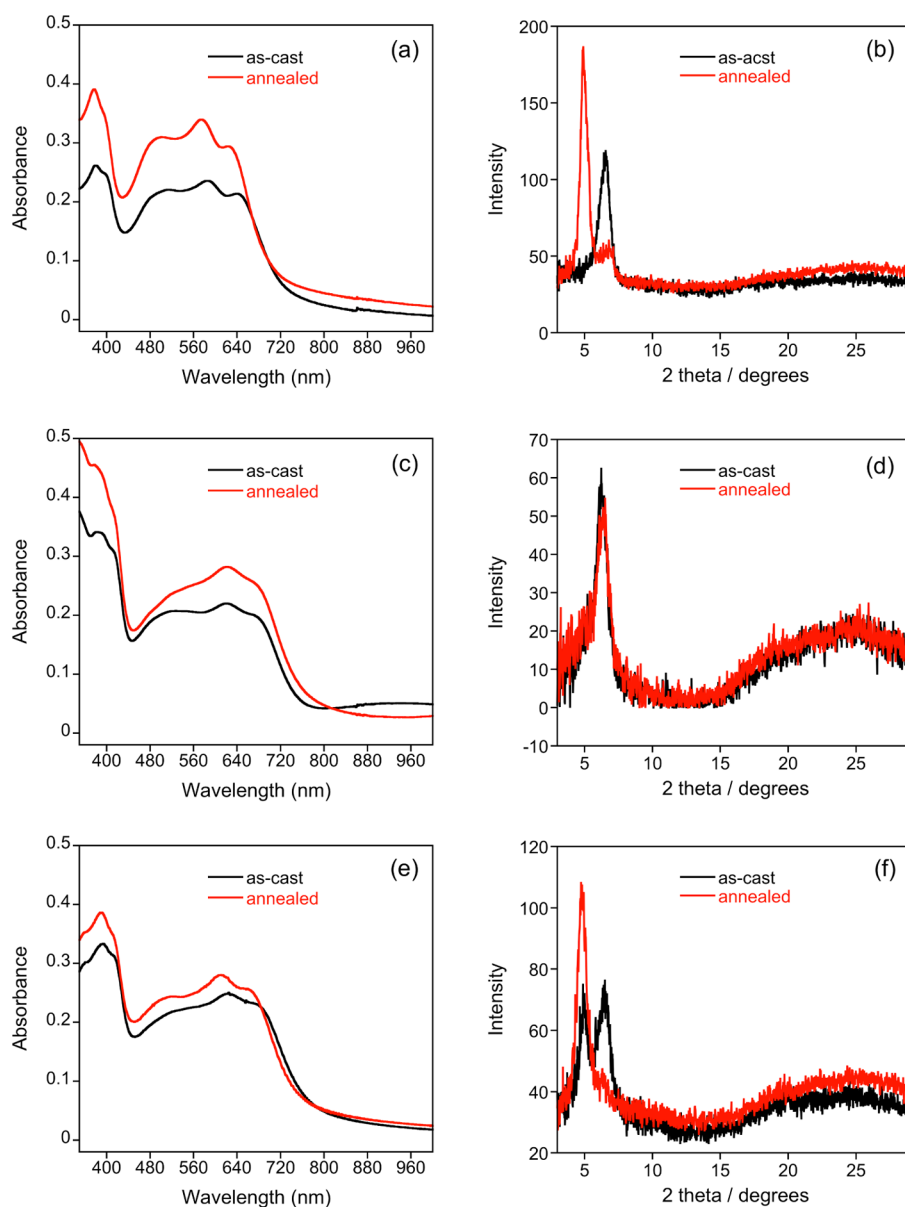 0.5
0.4
0.3
0.2
0.1
0
Absorbance
as-cast
annealed
(a)
400 480 560 640 720 800 880 960
Wavelength (nm)
200
150
100
50
0
Intensity
as-acst
annealed
(b)
5 10 15 20 25
2 theta / degrees
0.5
0.4
0.3
0.2
0.1
0
Absorbance
as-cast
annealed
(c)
400 480 560 640 720 800 880 960
Wavelength (nm)
70
60
50
40
30
20
10
0
-10
Intensity
as-cast
annealed
(d)
5 10 15 20 25
2 theta / degrees
0.5
0.4
0.3
0.2
0.1
0
Absorbance
as-cast
annealed
(e)
400 480 560 640 720 800 880 960
Wavelength (nm)
120
100
80
60
40
20
Intensity
as-cast
annealed
(f)
5 10 15 20 25
2 theta / degrees